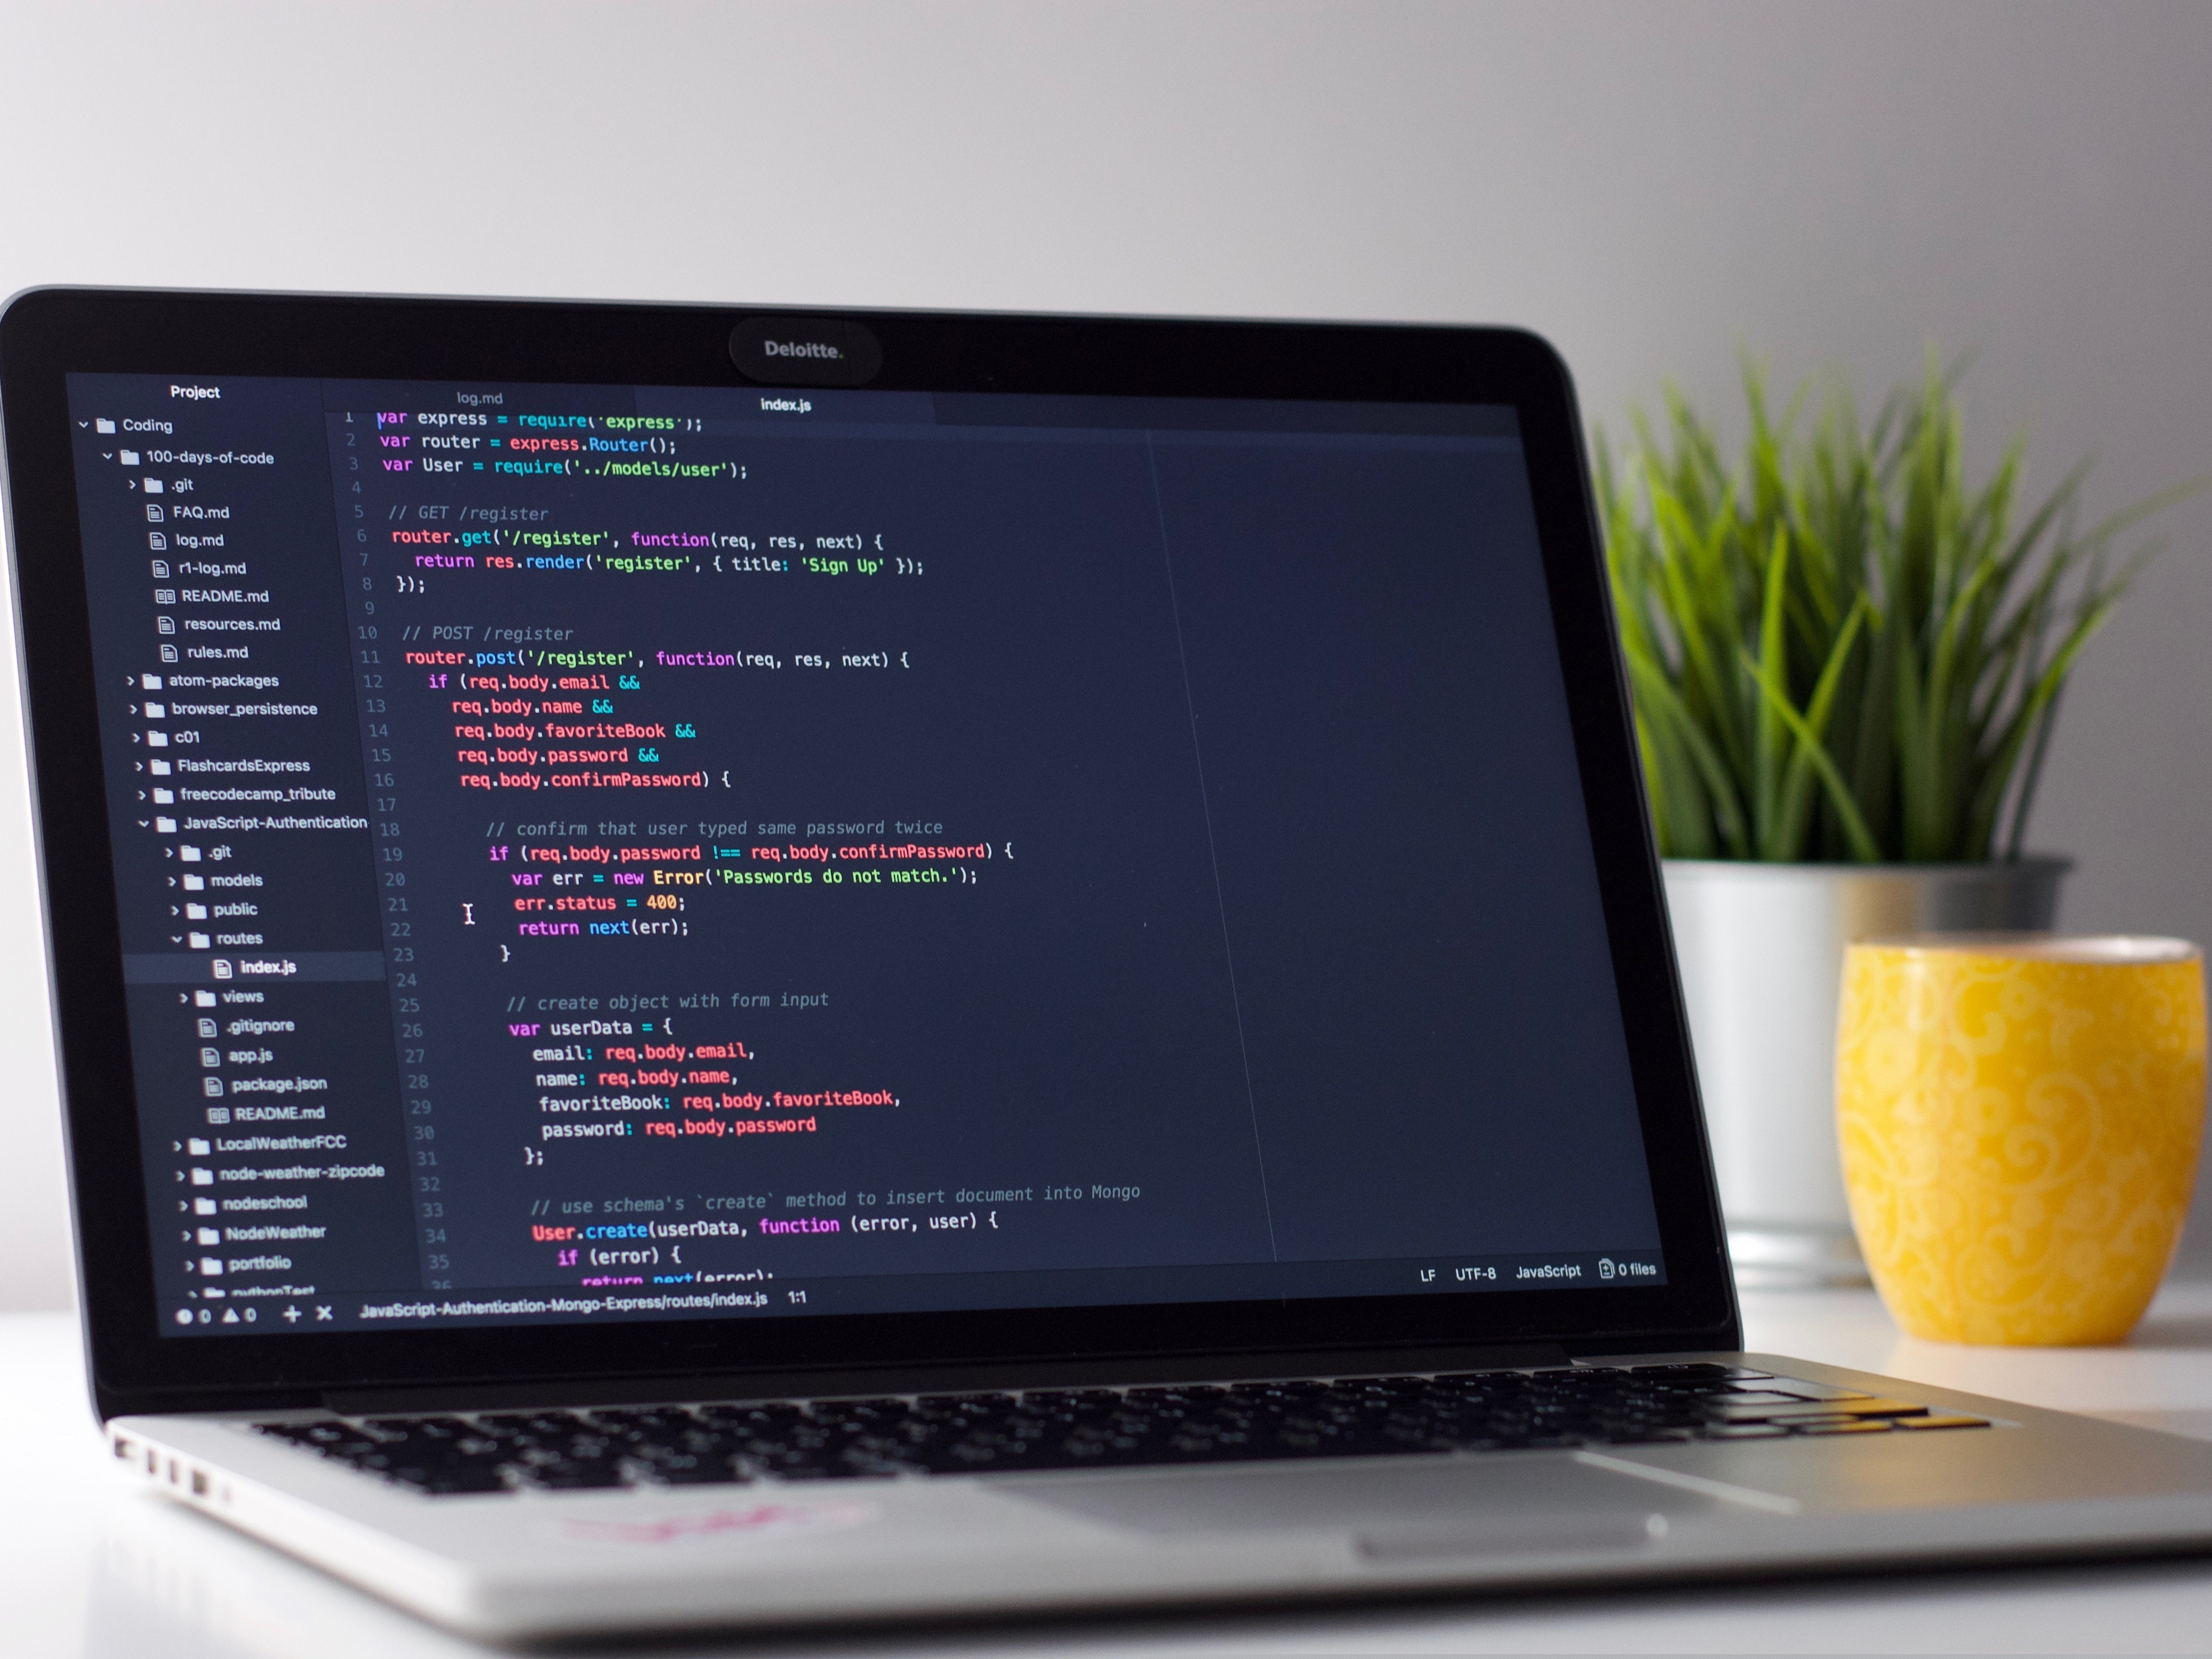 Deloitte.
Project
Coding
100-days-of-code
.git
FAQ.md
log.md
r1-log.md
README.md
resources.md
rules.md
atom-packages
browser_persistence
c01
FlashcardsExpress
freecodecamp_tribute
JavaScript-Authentication
.git
models
public
routes
index.js
views
.gitignore
app.js
package.json
README.md
LocalWeatherFCC
node-weather-zipcode
nodeschool
NodeWeather
portfolio
pythonTest
log.md index.js
1 var express = require('express');
2 var router = express.Router();
3 var User = require('../models/user');
4
5 // GET /register
6 router.get('/register', function(req, res, next) {
7 return res.render('register', { title: 'Sign Up' });
8 });
9
10 // POST /register
11 router.post('/register', function(req, res, next) {
12 if (req.body.email &&
13 req.body.name &&
14 req.body.favoriteBook &&
15 req.body.password &&
16 req.body.confirmPassword) {
17
18 // confirm that user typed same password twice
19 if (req.body.password !== req.body.confirmPassword) {
20 var err = new Error('Passwords do not match.');
21 err.status = 400;
22 return next(err);
23 }
24
25 // create object with form input
26 var userData = {
27 email: req.body.email,
28 name: req.body.name,
29 favoriteBook: req.body.favoriteBook,
30 password: req.body.password
31 };
32
33 // use schema's `create` method to insert document into Mongo
34 User.create(userData, function (error, user) {
35 if (error) {
36 return next(error);
0 0 + × JavaScript-Authentication-Mongo-Express/routes/index.js 1:1 LF UTF-8 JavaScript 0 files